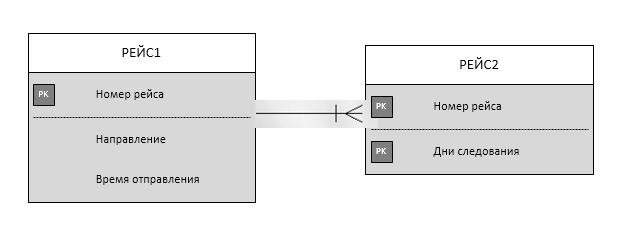 РЕЙС1
PK Номер рейса
Направление
Время отправления
РЕЙС2
PK Номер рейса
PK Дни следования